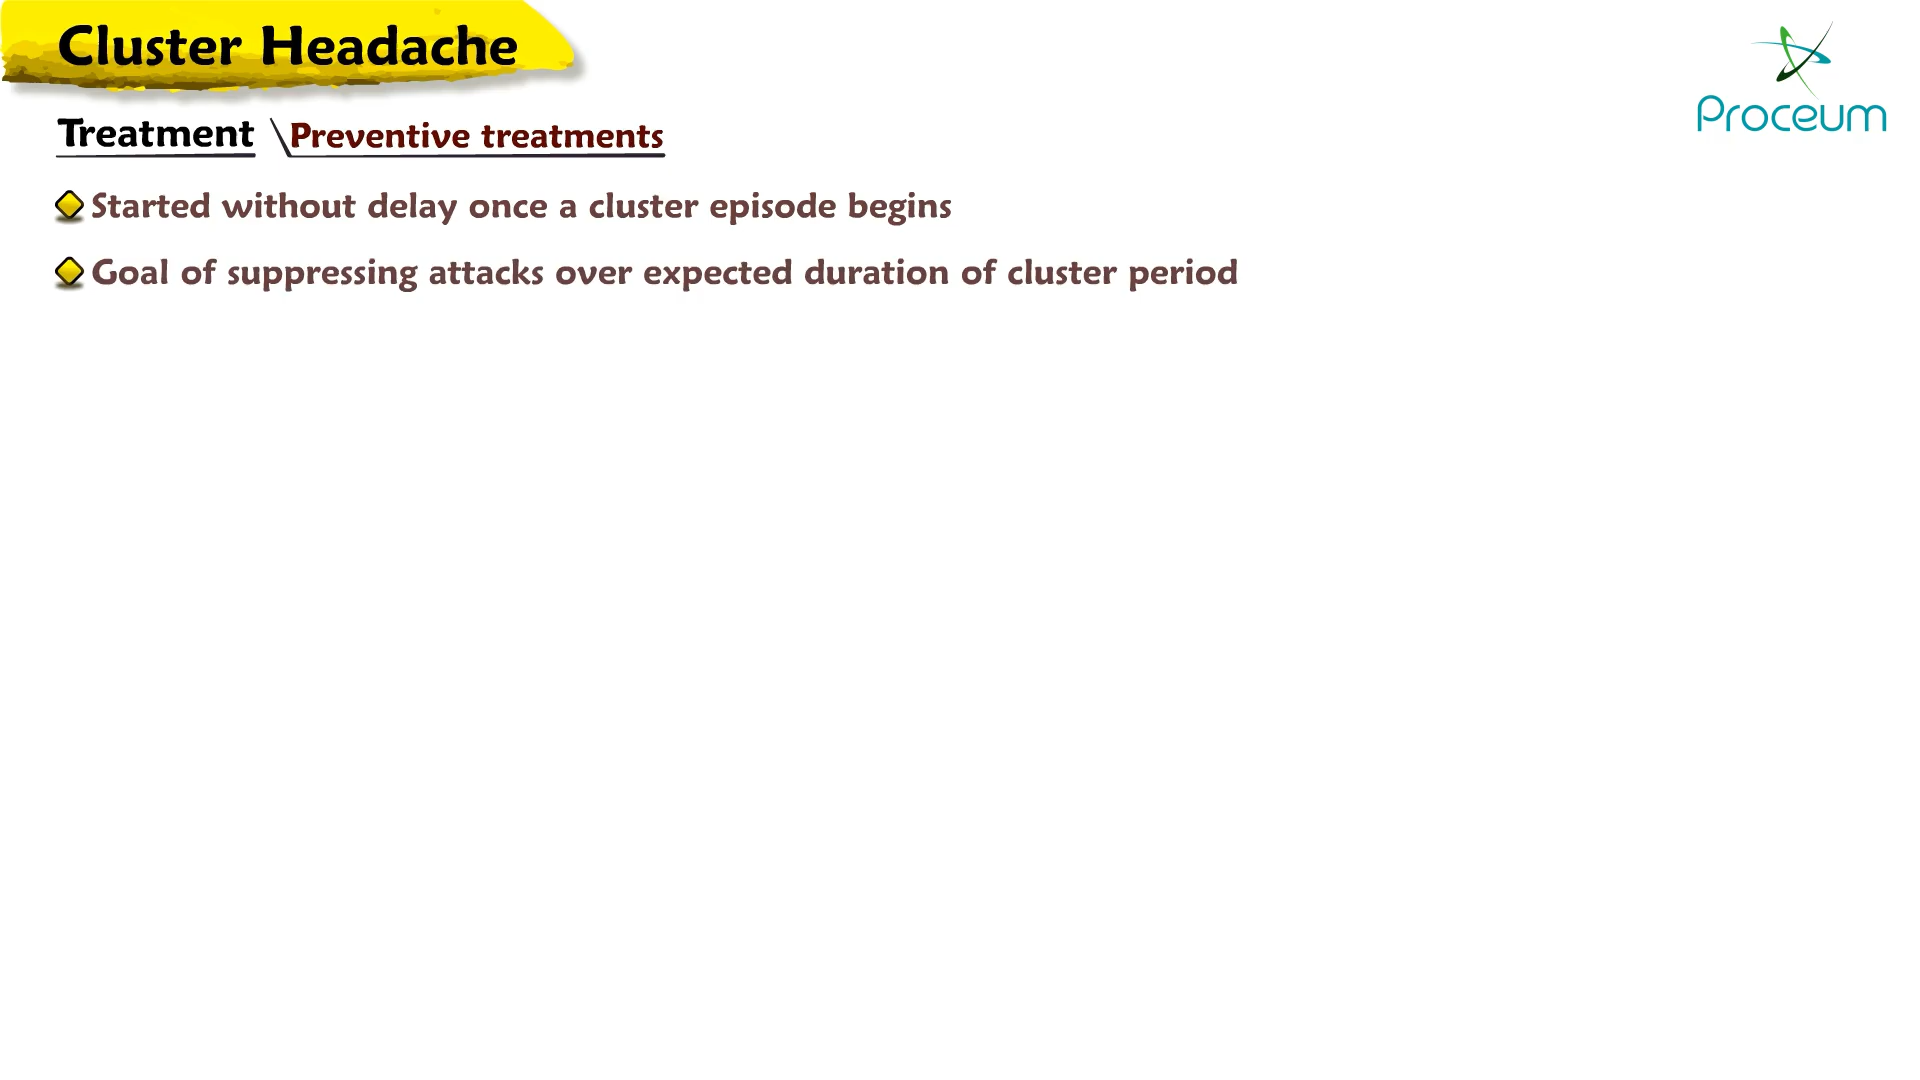 Cluster Headache
Proceum
Treatment \ Preventive treatments
Started without delay once a cluster episode begins
Goal of suppressing attacks over expected duration of cluster period